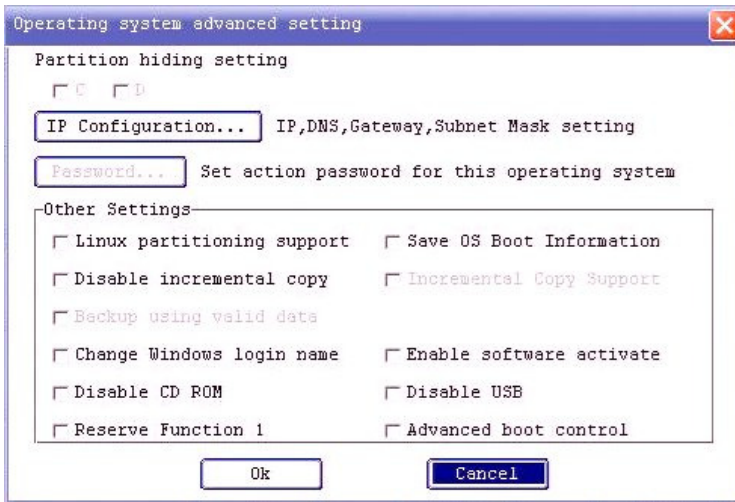 Operating system advanced setting
Partition hiding setting
C D
IP Configuration... IP,DNS,Gateway,Subnet Mask setting
Password... Set action password for this operating system
Other Settings
Linux partitioning support Save OS Boot Information
Disable incremental copy Incremental Copy Support
Backup using valid data
Change Windows login name Enable software activate
Disable CD ROM Disable USB
Reserve Function 1 Advanced boot control
Ok Cancel